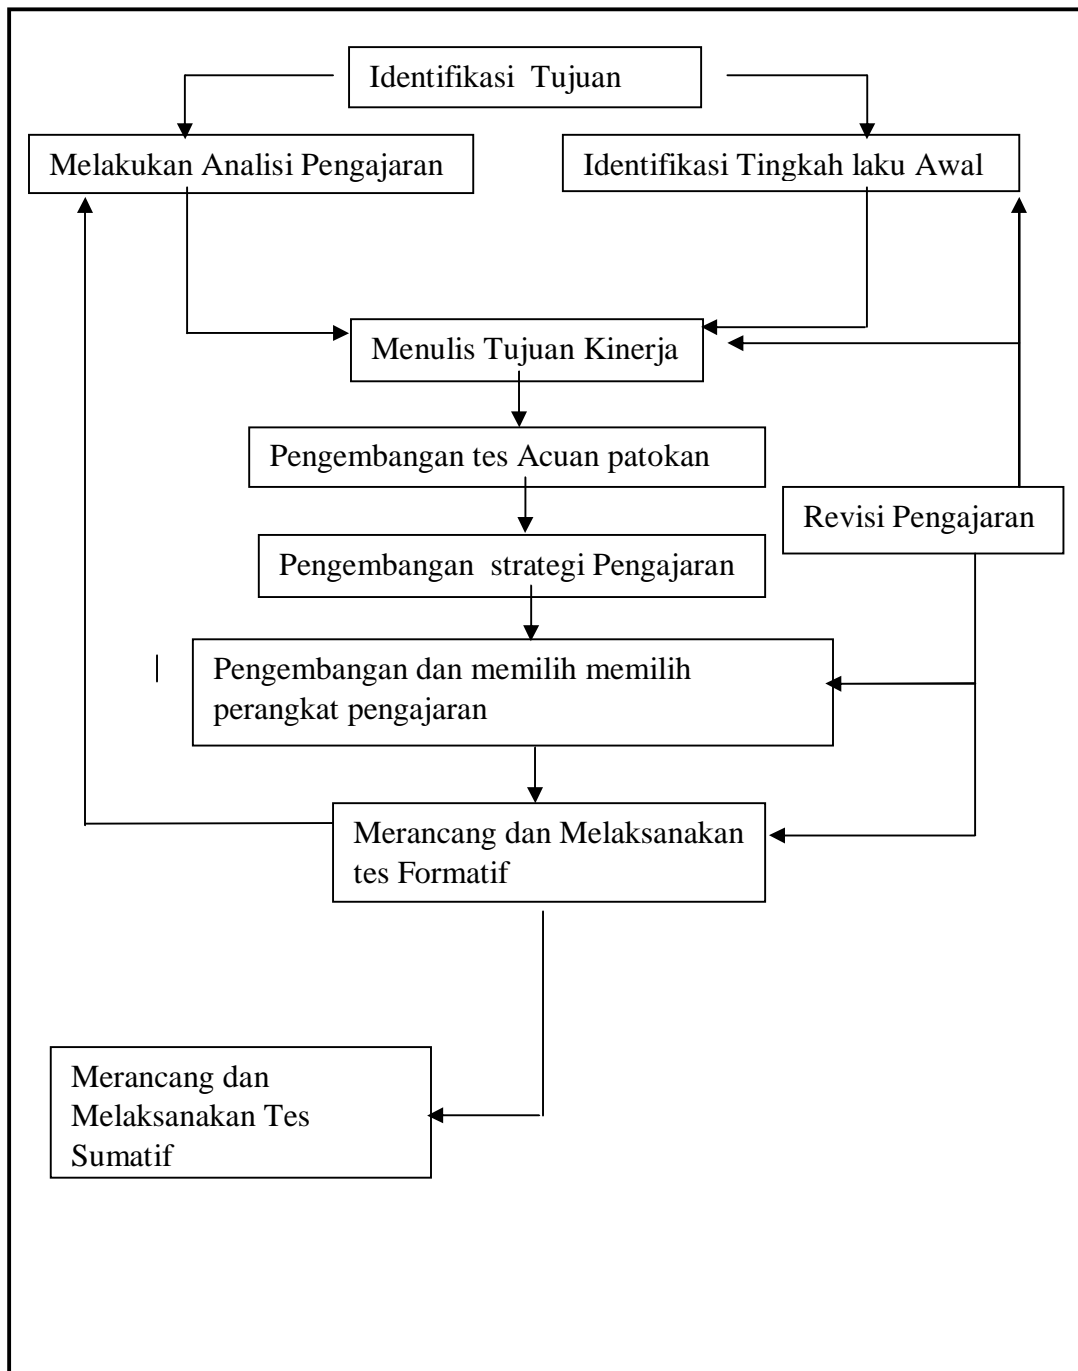 Identifikasi  Tujuan
Melakukan Analisi Pengajaran
Identifikasi Tingkah laku Awal
Menulis Tujuan Kinerja
Pengembangan tes Acuan patokan
Revisi Pengajaran
Pengembangan  strategi Pengajaran
Pengembangan dan memilih memilih
perangkat pengajaran
Merancang dan Melaksanakan
tes Formatif
Merancang dan
Melaksanakan Tes
Sumatif